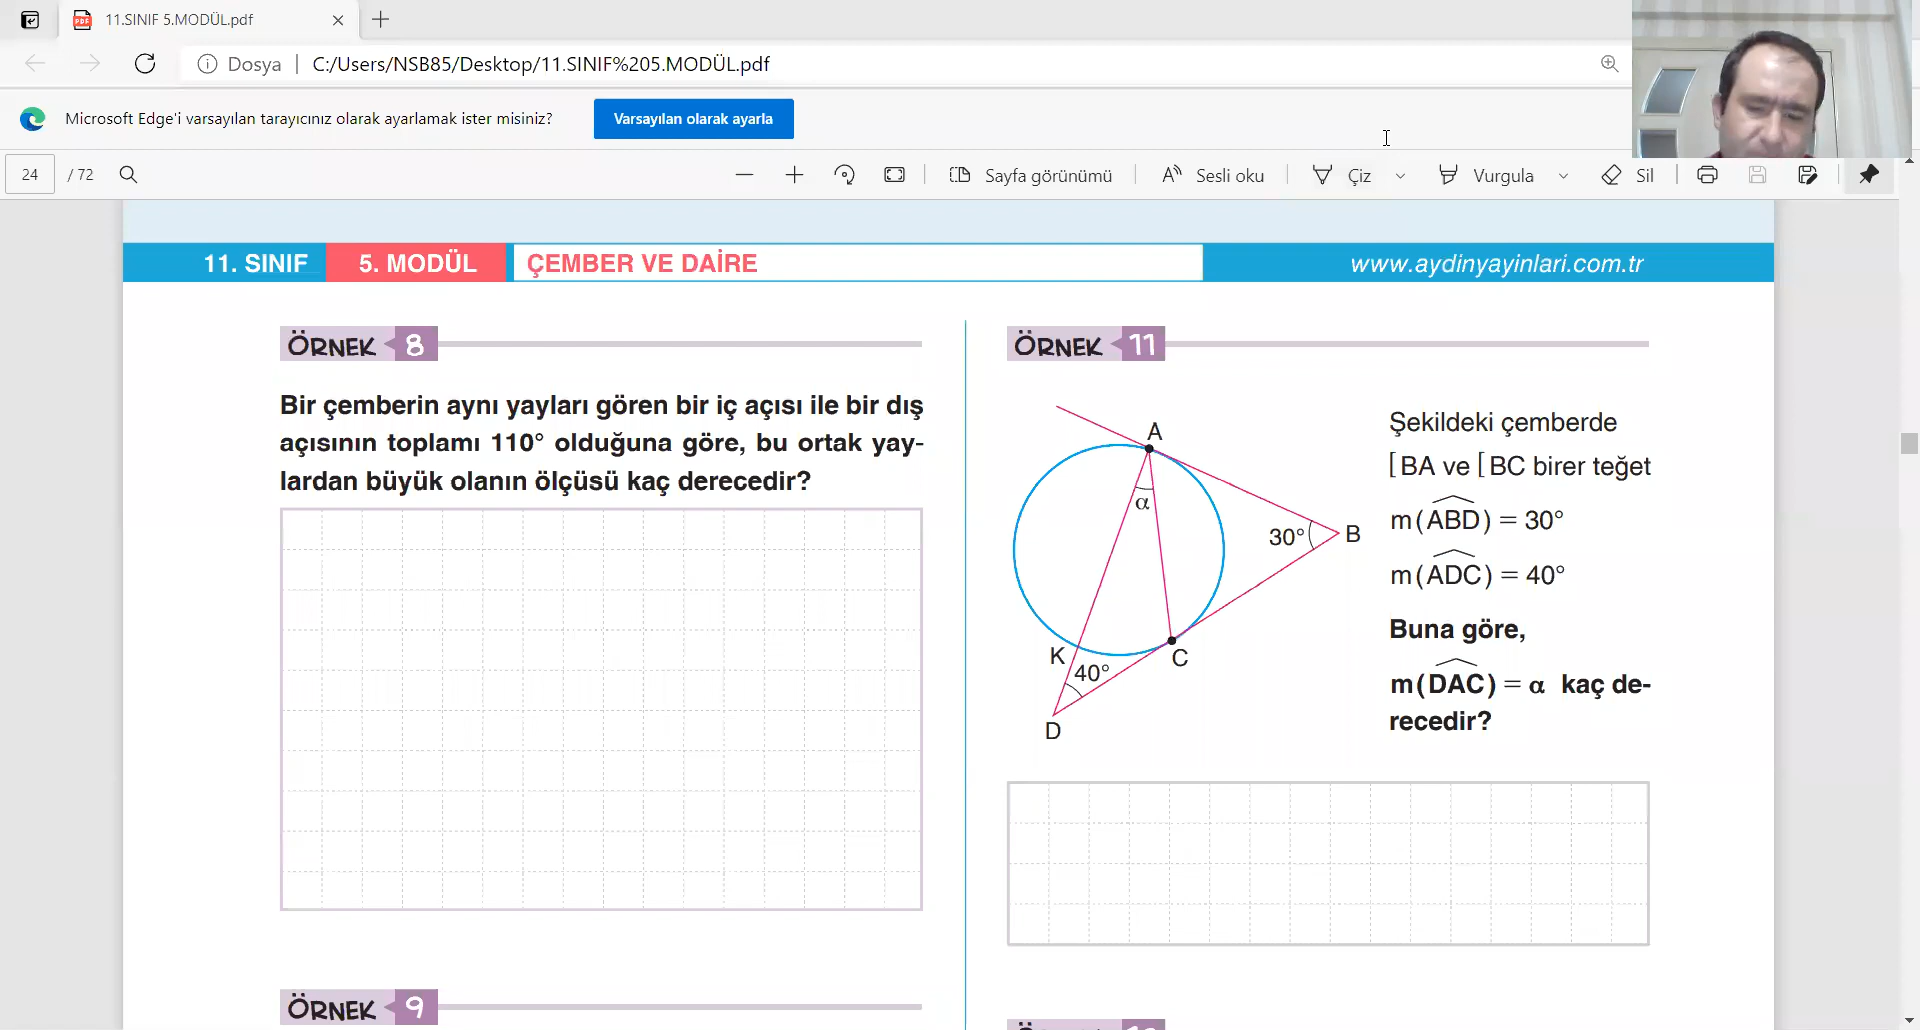 11.SINIF 5.MODÜL.pdf
Dosya | C:/Users/NSB85/Desktop/11.SINIF%205.MODÜL.pdf
Microsoft Edge'i varsayılan tarayıcınız olarak ayarlamak ister misiniz? Varsayılan olarak ayarla
24 / 72 Sayfa görünümü Sesli oku Çiz Vurgula Sil
11. SINIF 5. MODÜL ÇEMBER VE DAİRE www.aydinyayinlari.com.tr
ÖRNEK 8
Bir çemberin aynı yayları gören bir iç açısı ile bir dış
açısının toplamı 110° olduğuna göre, bu ortak yay-
lardan büyük olanın ölçüsü kaç derecedir?
ÖRNEK 9
ÖRNEK 11
A
α
30°
B
K
40°
C
D
Şekildeki çemberde
[BA ve [BC birer teğet
m(ABD) = 30°
m(ADC) = 40°
Buna göre,
m(DAC) = α kaç de-
recedir?